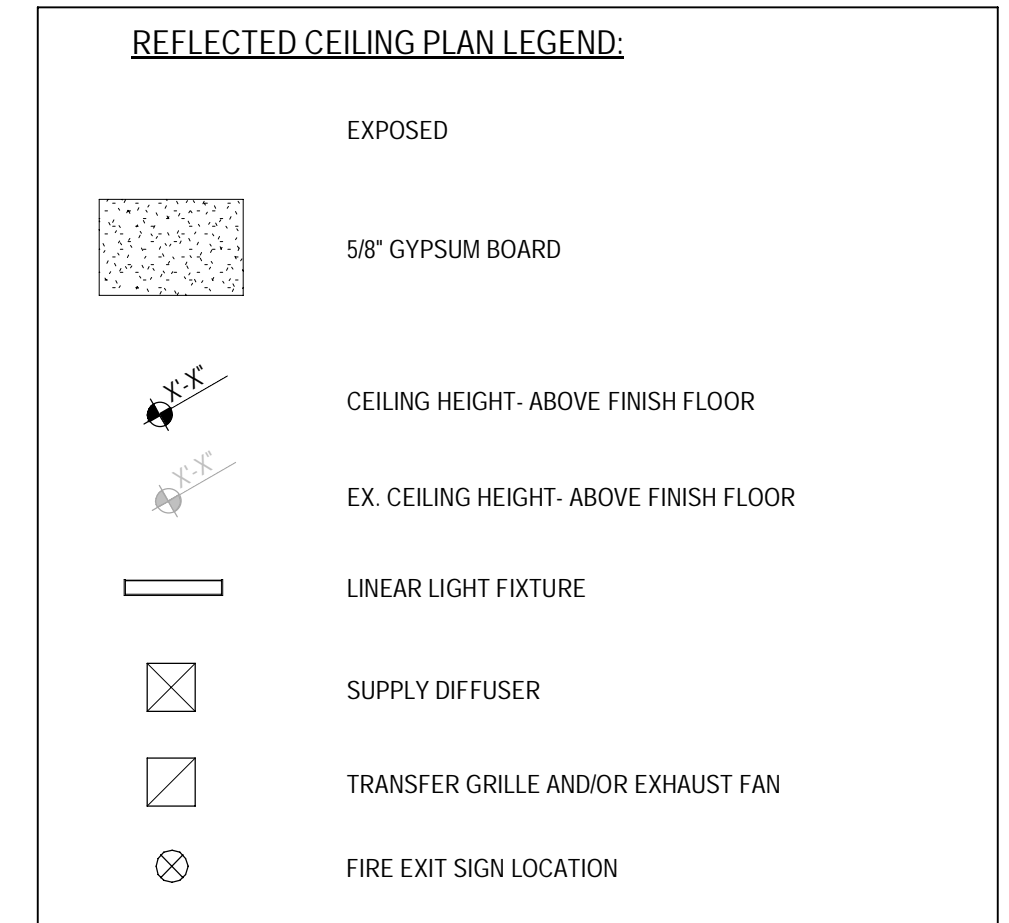 REFLECTED CEILING PLAN LEGEND:
EXPOSED
5/8" GYPSUM BOARD
X'-X"
CEILING HEIGHT- ABOVE FINISH FLOOR
X'-X"
EX. CEILING HEIGHT- ABOVE FINISH FLOOR
LINEAR LIGHT FIXTURE
SUPPLY DIFFUSER
TRANSFER GRILLE AND/OR EXHAUST FAN
FIRE EXIT SIGN LOCATION